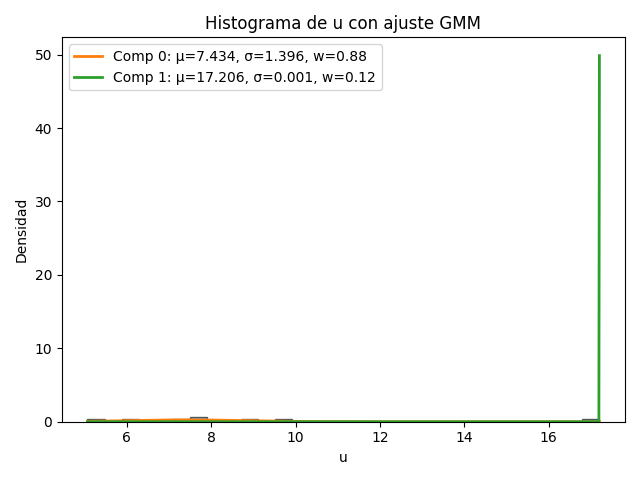 Histograma de u con ajuste GMM
Comp 0: μ=7.434, σ=1.396, w=0.88
Comp 1: μ=17.206, σ=0.001, w=0.12
Densidad
50
40
30
20
10
0
6 8 10 12 14 16
u